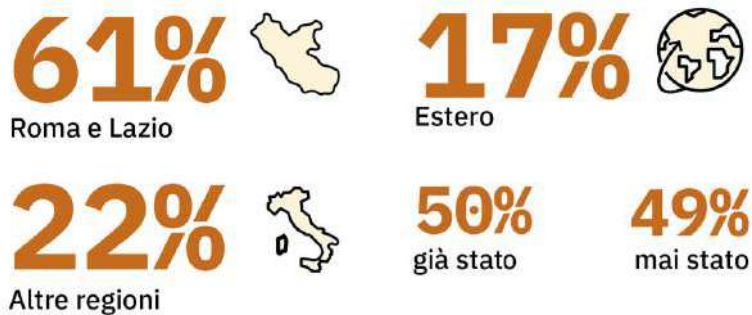 61%
Roma e Lazio
17%
Estero
22%
Altre regioni
50%
già stato
49%
mai stato